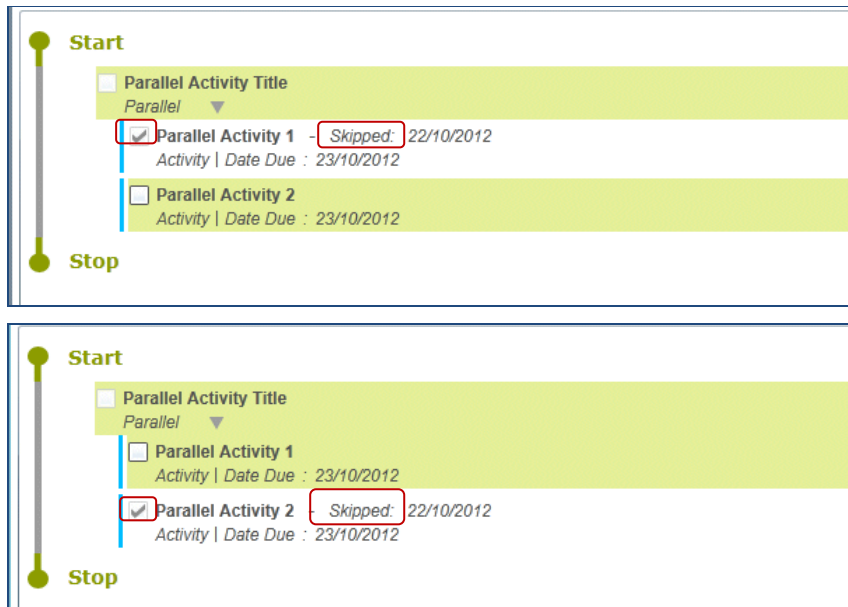 Start
Parallel Activity Title
Parallel
Parallel Activity 1 - Skipped: 22/10/2012
Activity | Date Due : 23/10/2012
Parallel Activity 2
Activity | Date Due : 23/10/2012
Stop
Start
Parallel Activity Title
Parallel
Parallel Activity 1
Activity | Date Due : 23/10/2012
Parallel Activity 2 - Skipped: 22/10/2012
Activity | Date Due : 23/10/2012
Stop